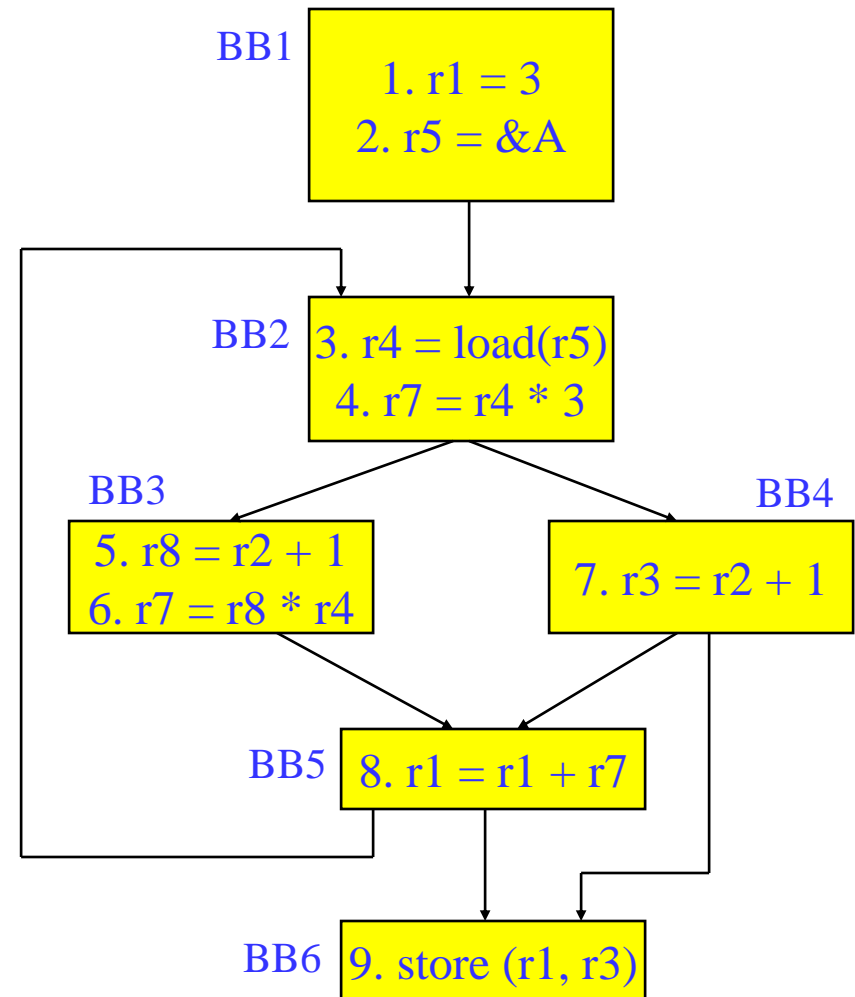 BB1
1. r1 = 3
2. r5 = &A
BB2
3. r4 = load(r5)
4. r7 = r4 * 3
BB3
5. r8 = r2 + 1
6. r7 = r8 * r4
BB4
7. r3 = r2 + 1
BB5
8. r1 = r1 + r7
BB6
9. store (r1, r3)